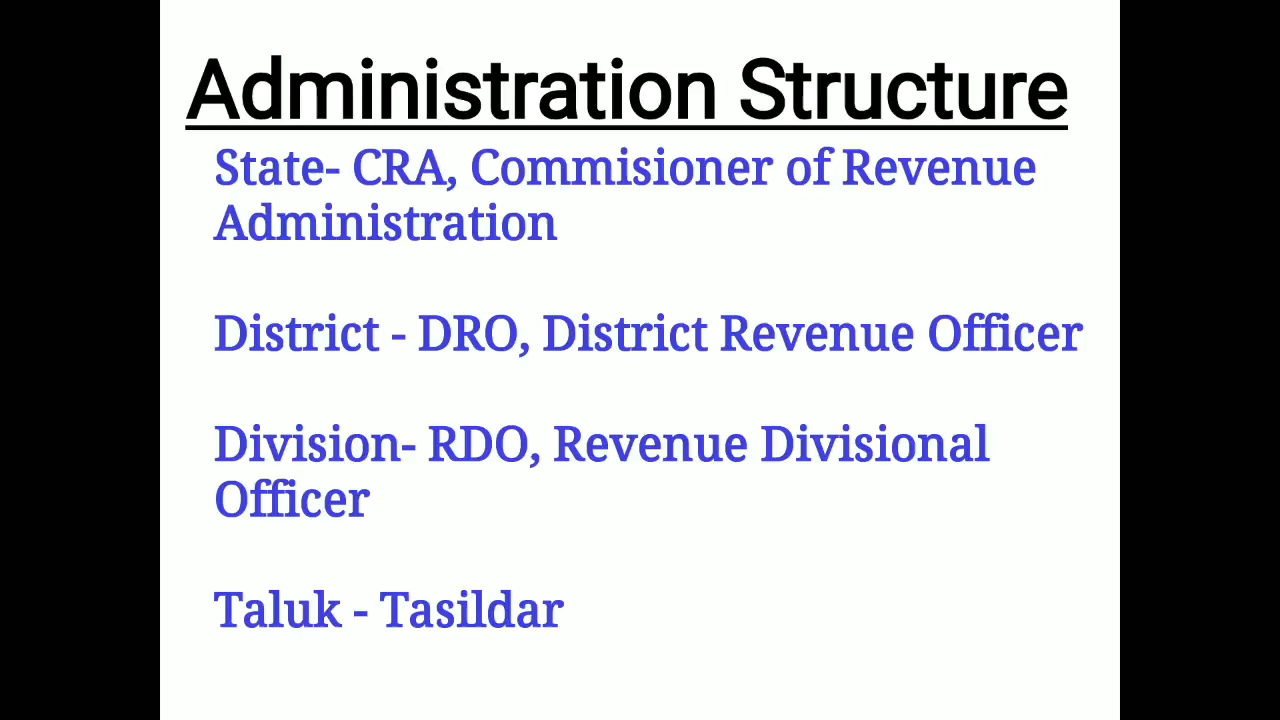 Administration Structure
State- CRA, Commisioner of Revenue
Administration
District - DRO, District Revenue Officer
Division- RDO, Revenue Divisional
Officer
Taluk - Tasildar